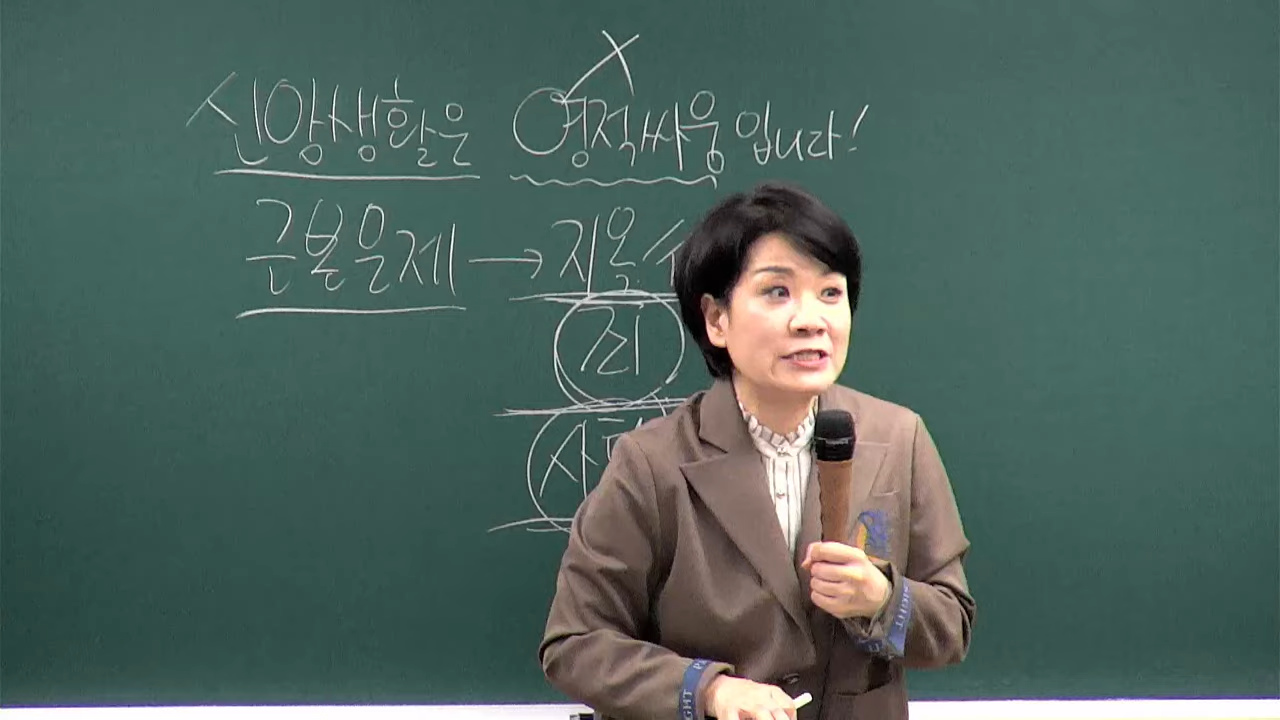 신앙생활은 영적싸움입니다!
근본문제 → 지옥
죄
사